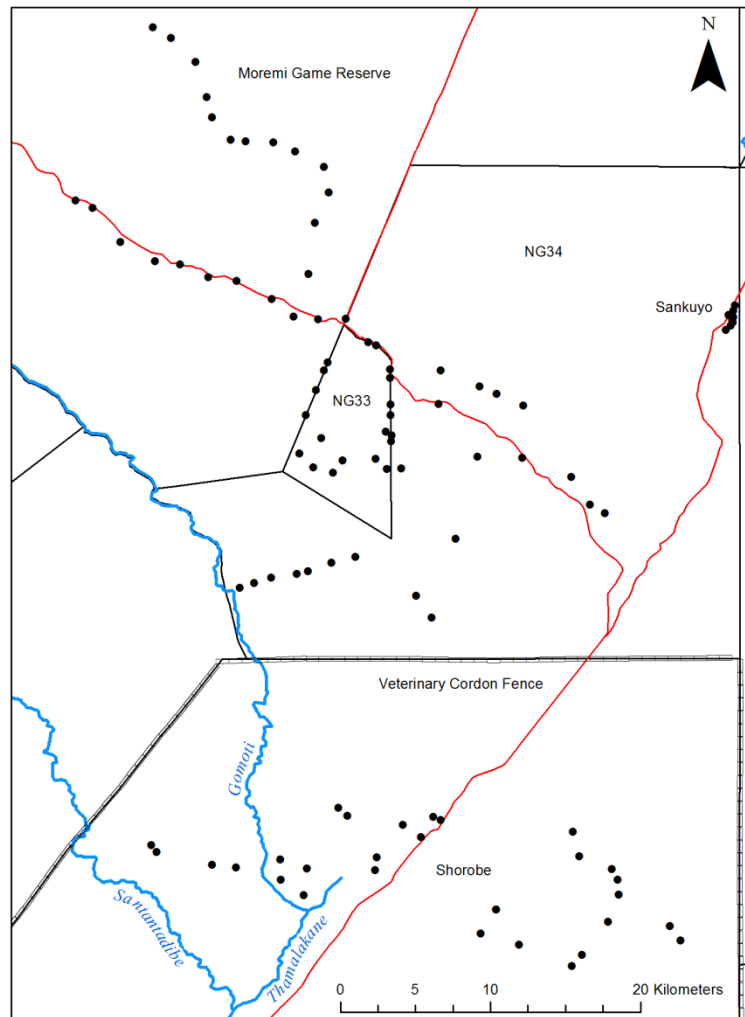 N
Moremi Game Reserve
NG34
Sankuyo
NG33
Veterinary Cordon Fence
Gomoti
Shorobe
Santantadibe
Thamalakane
0 5 10 20 Kilometers